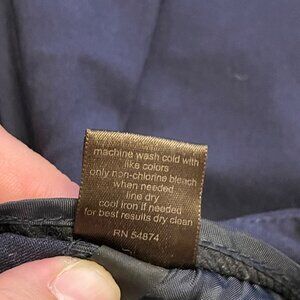 machine wash cold with
like colors
only non-chlorine bleach
when needed
line dry
cool iron if needed
for best results dry clean
RN 54874